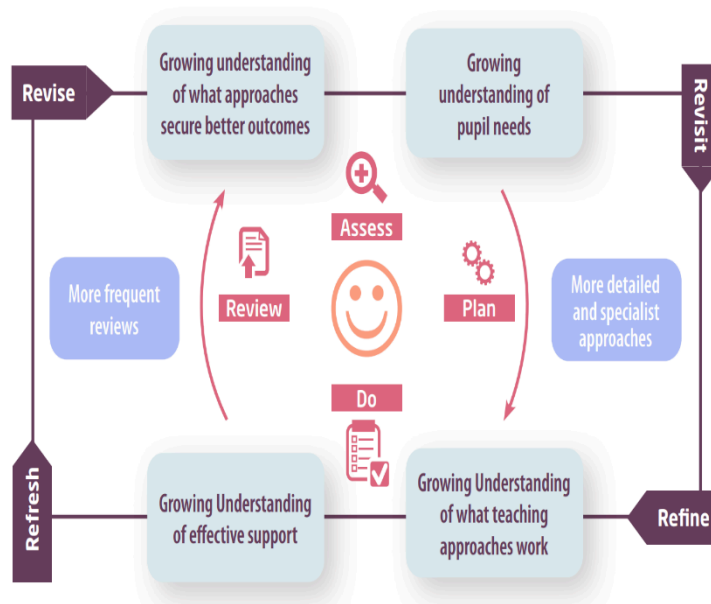 Revise
Growing understanding
of what approaches
secure better outcomes
Growing
understanding of
pupil needs
Revisit
Assess
More frequent
reviews
Review
Plan
More detailed
and specialist
approaches
Do
Refresh
Growing Understanding
of effective support
Growing Understanding
of what teaching
approaches work
Refine